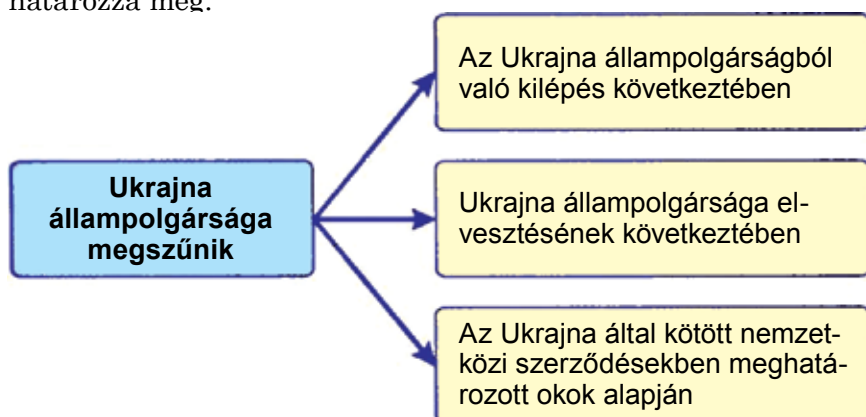 határozza meg.
Az Ukrajna állampolgárságból
való kilépés következtében
Ukrajna
állampolgársága
megszűnik
Ukrajna állampolgársága el-
vesztésének következtében
Az Ukrajna által kötött nemzet-
közi szerződésekben meghatá-
rozott okok alapján